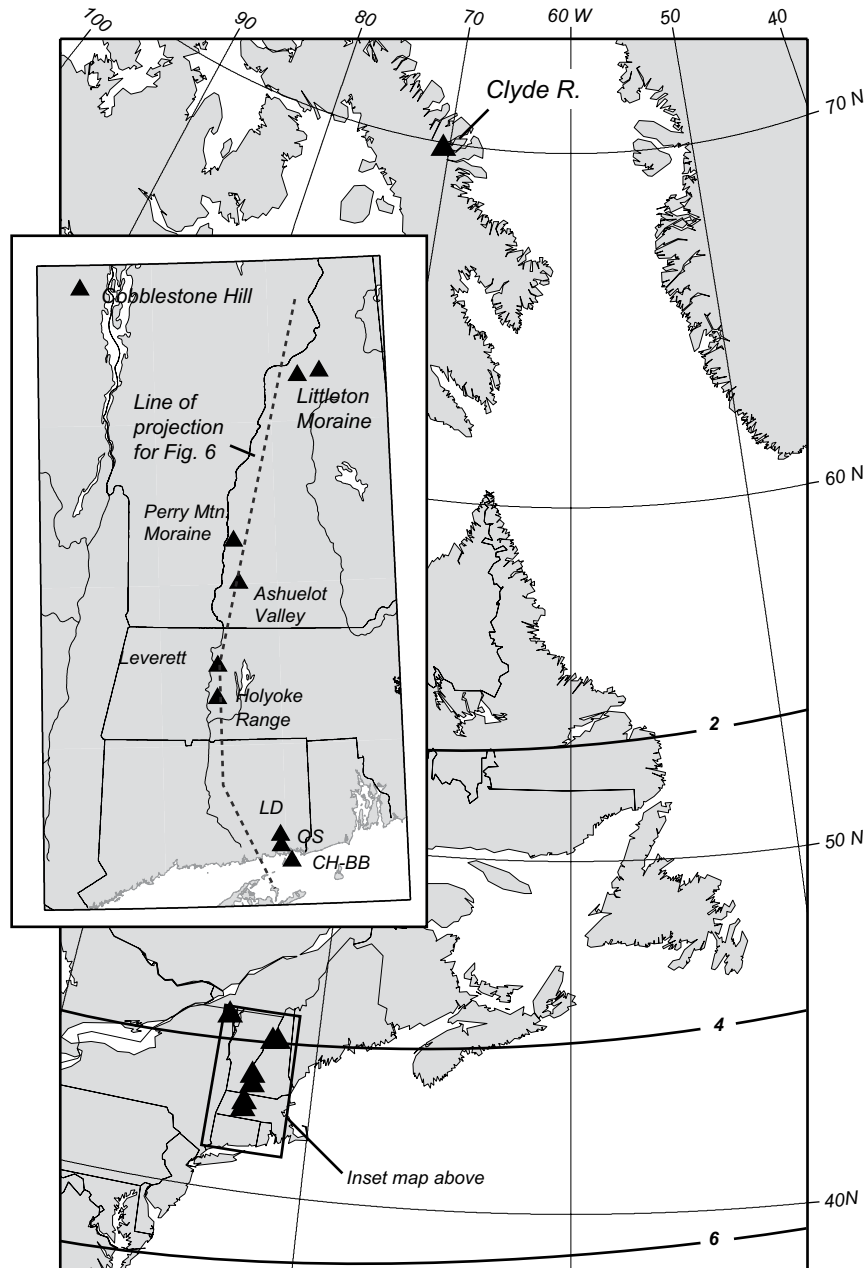 100
90
80
70
60 W
50
40
Clyde R.
70 N
Cobblestone Hill
Littleton
Moraine
Line of
projection
for Fig. 6
60 N
Perry Mtn.
Moraine
Ashuelot
Valley
Leverett
Holyoke
Range
2
LD
OS
CH-BB
50 N
4
Inset map above
40N
6